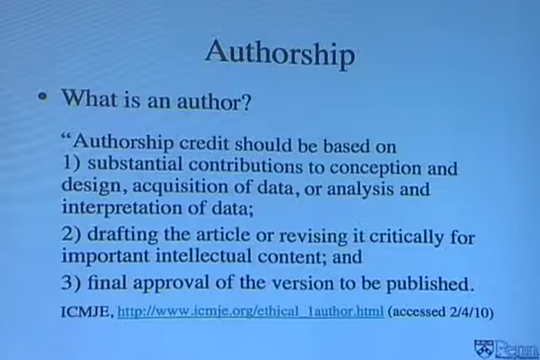 Authorship
• What is an author?
“Authorship credit should be based on
1) substantial contributions to conception and
design, acquisition of data, or analysis and
interpretation of data;
2) drafting the article or revising it critically for
important intellectual content; and
3) final approval of the version to be published.
ICMJE, http://www.icmje.org/ethical_1author.html (accessed 2/4/10)
Penn